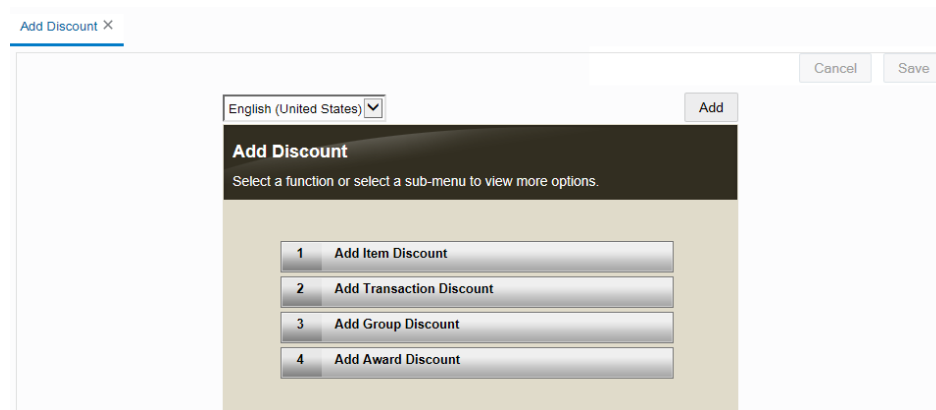 Add Discount
Cancel Save
English (United States) Add
Add Discount
Select a function or select a sub-menu to view more options.
1 Add Item Discount
2 Add Transaction Discount
3 Add Group Discount
4 Add Award Discount